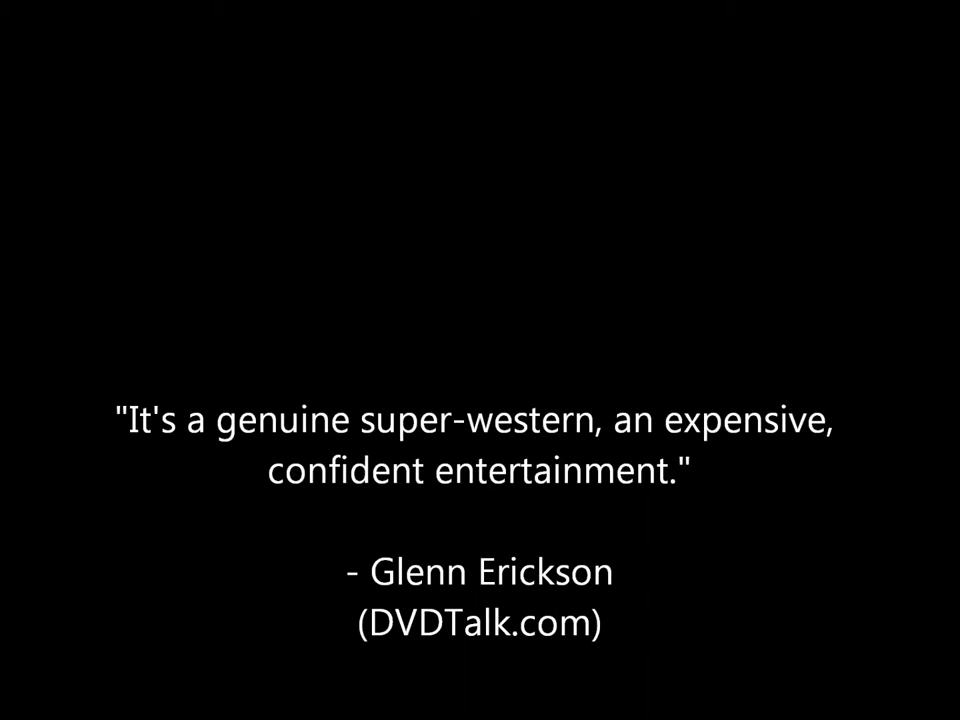 "It's a genuine super-western, an expensive,
confident entertainment."
- Glenn Erickson
(DVDTalk.com)